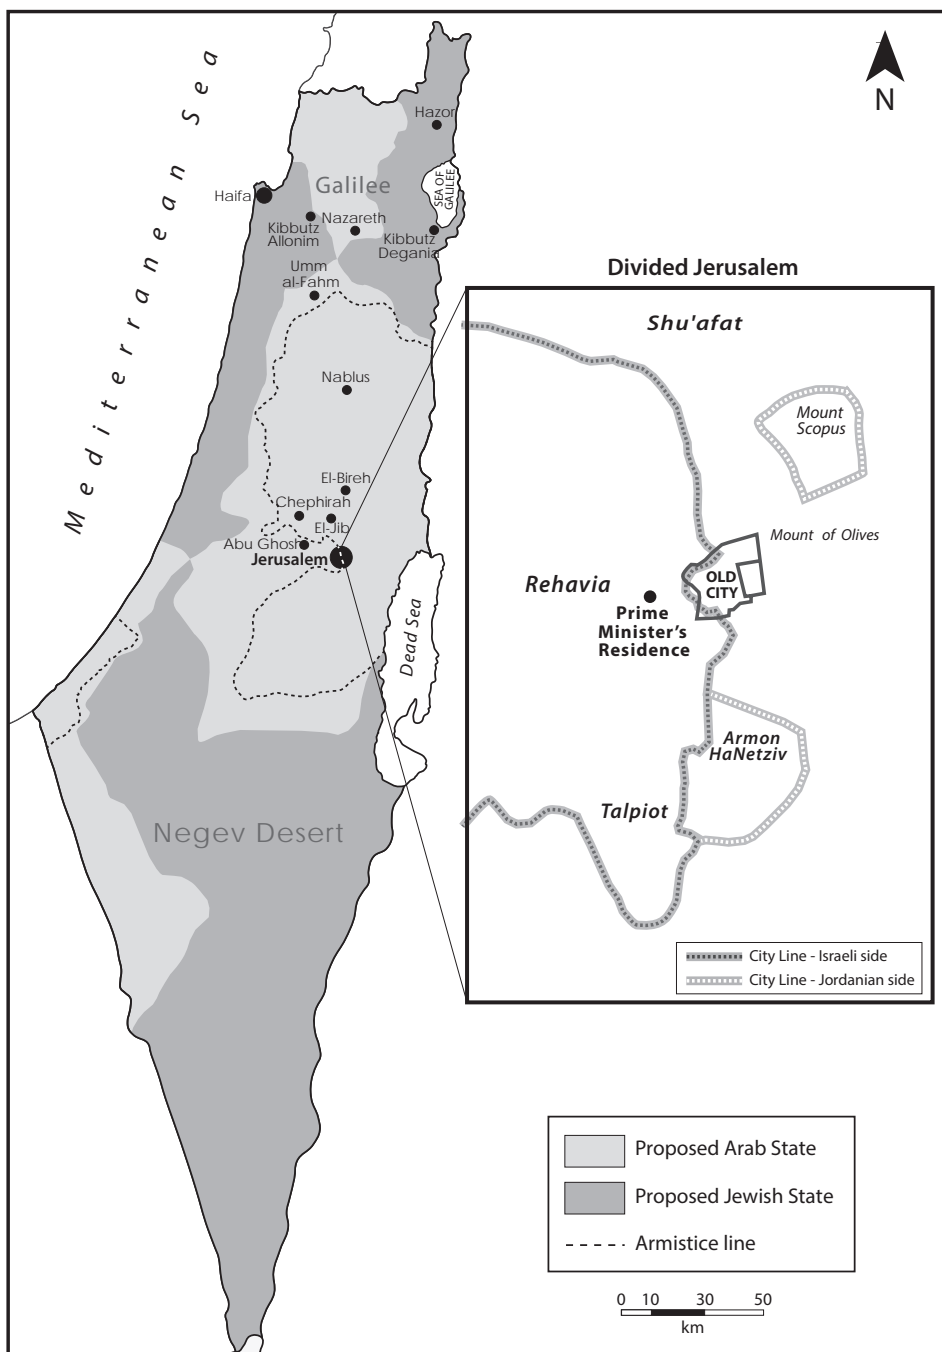 Mediterranean Sea
N
Hazor
SEA OF
GALILEE
Galilee
Haifa
Kibbutz
Allonim
Nazareth
Kibbutz
Degania
Umm
al-Fahm
Nablus
El-Bireh
Chephirah
El-Jib
Abu Ghosh
Jerusalem
Dead Sea
Negev Desert
Divided Jerusalem
Shu'afat
Mount
Scopus
Mount of Olives
OLD
CITY
Rehavia
Prime
Minister's
Residence
Armon
HaNetziv
Talpiot
City Line - Israeli side
City Line - Jordanian side
Proposed Arab State
Proposed Jewish State
Armistice line
0 10 30 50
km